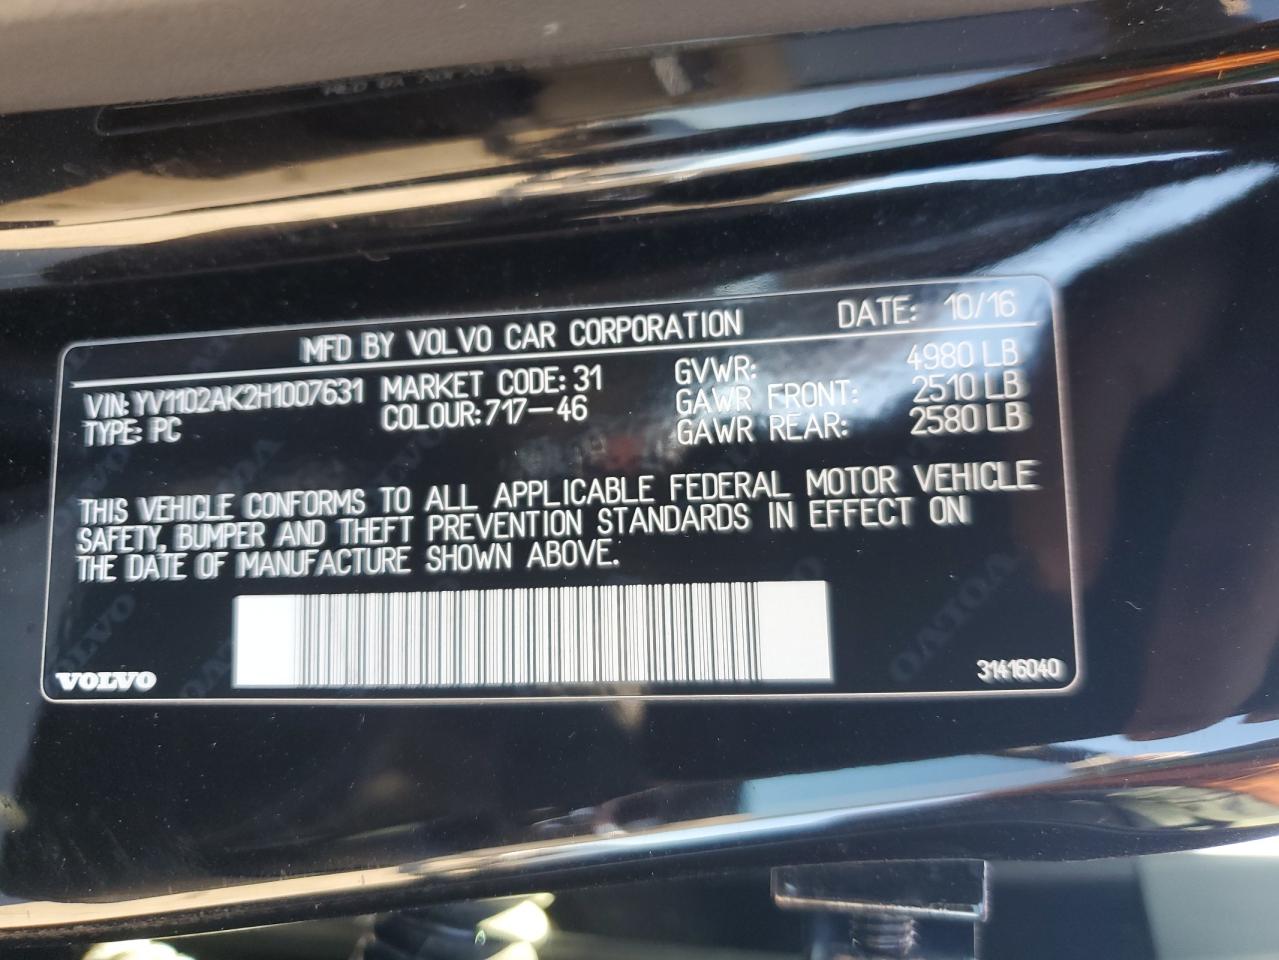 MFD BY VOLVO CAR CORPORATION DATE: 10/16
VIN: YV1102AK2H1007631 MARKET CODE: 31 GVWR: 4980 LB
TYPE: PC COLOUR: 717-46 GAWR FRONT: 2510 LB
GAWR REAR: 2580 LB
THIS VEHICLE CONFORMS TO ALL APPLICABLE FEDERAL MOTOR VEHICLE
SAFETY, BUMPER AND THEFT PREVENTION STANDARDS IN EFFECT ON
THE DATE OF MANUFACTURE SHOWN ABOVE.
VOLVO 31416040